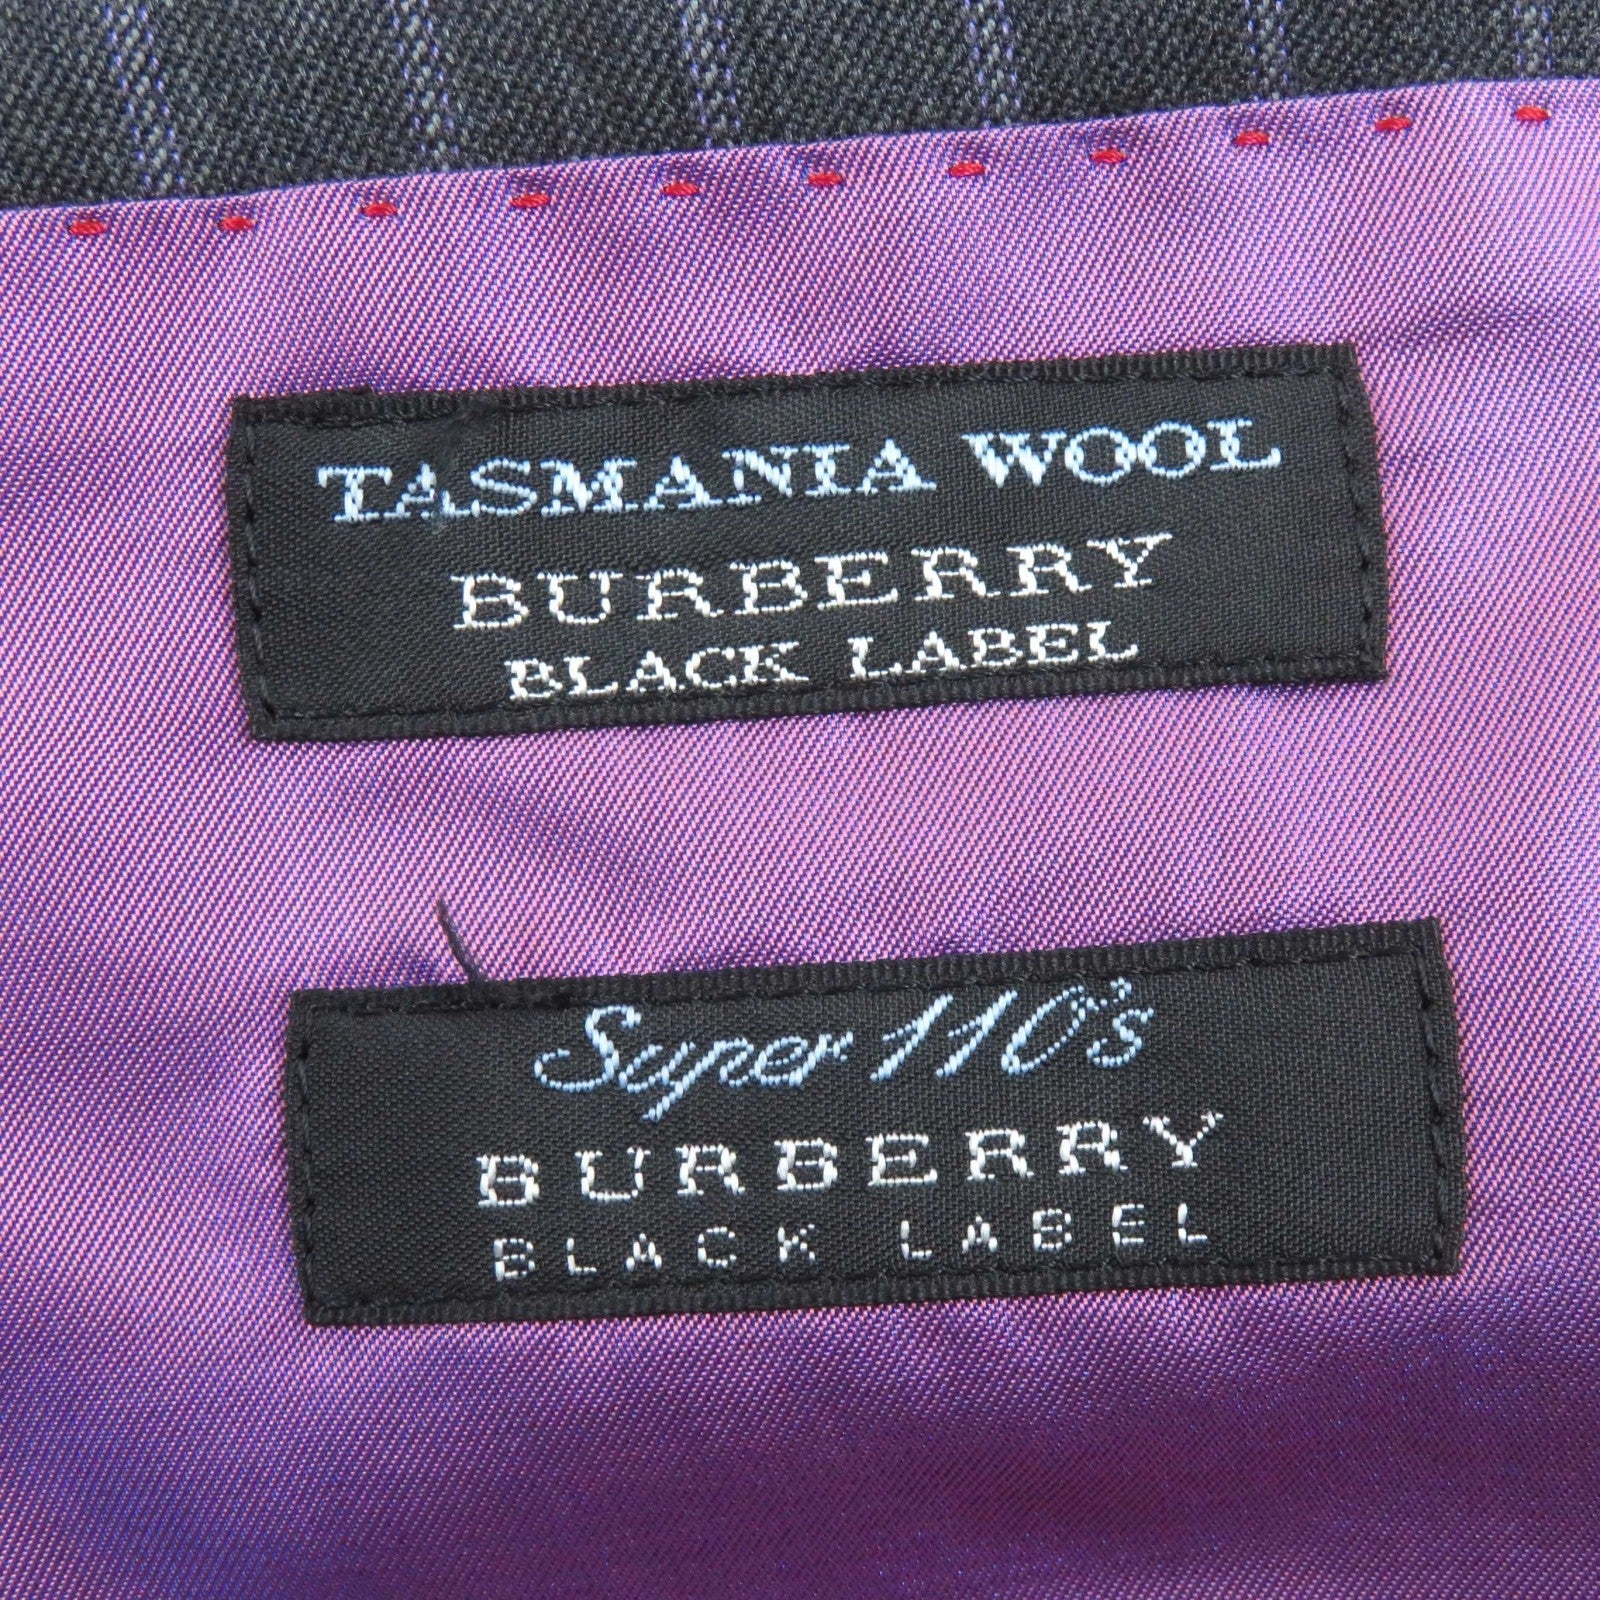 TASMANIA WOOL
BURBERRY
BLACK LABEL
Super 110's
BURBERRY
BLACK LABEL